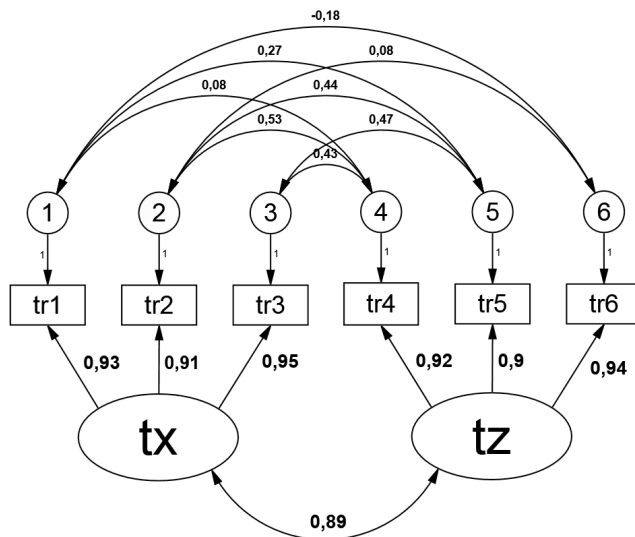 -0,18
0,27 0,08
0,08 0,44
0,53 0,47
0,43
1 2 3 4 5 6
1 1 1 1 1 1
tr1 tr2 tr3 tr4 tr5 tr6
0,93 0,91 0,95 0,92 0,9 0,94
tx tz
0,89